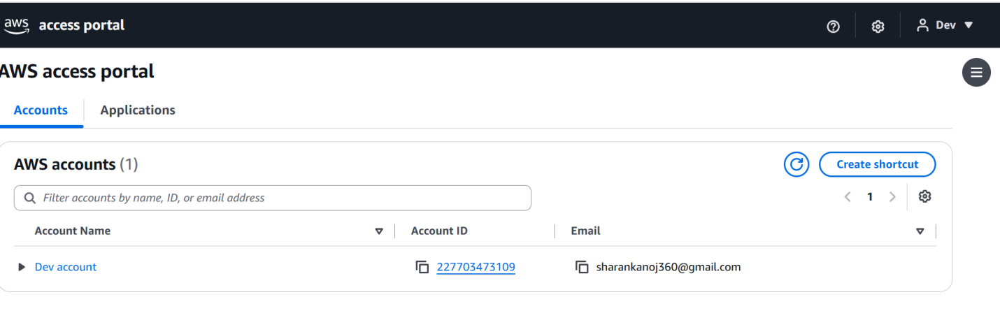 aws access portal Dev
AWS access portal
Accounts Applications
AWS accounts (1) Create shortcut
Filter accounts by name, ID, or email address 1
Account Name Account ID Email
Dev account 227703473109 sharankanoj360@gmail.com